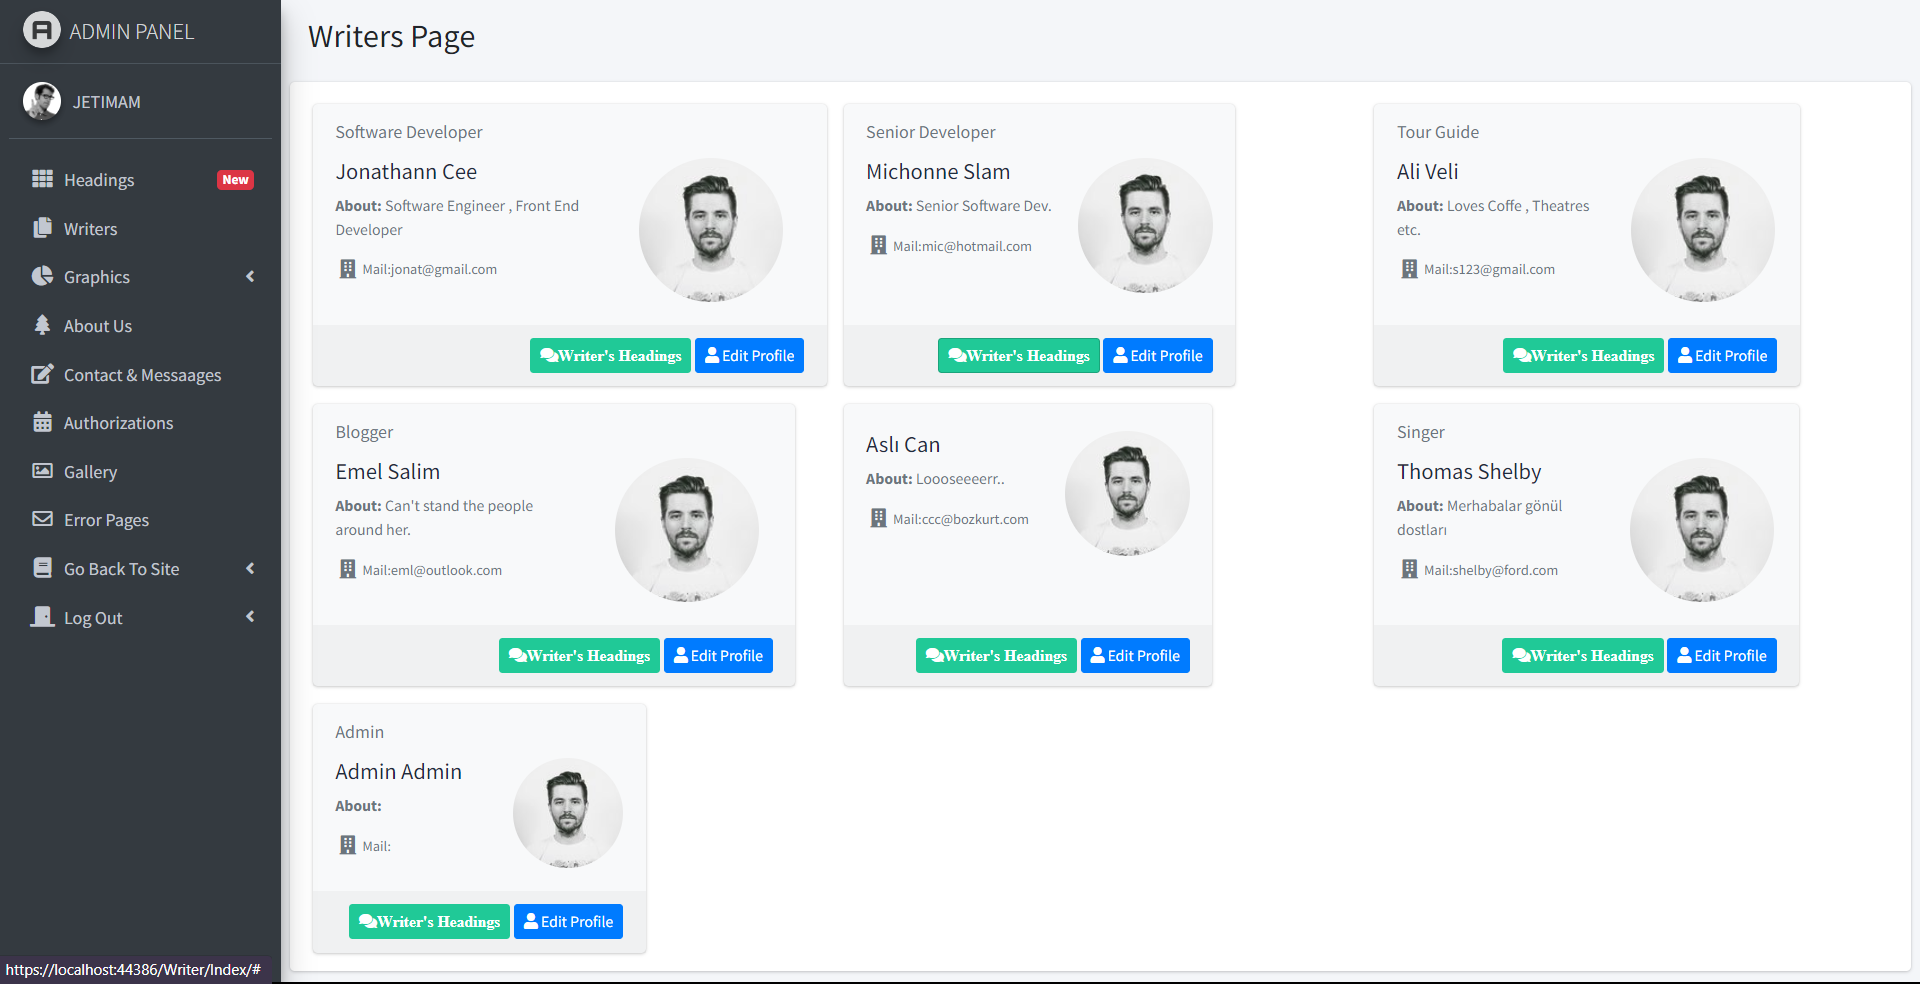 ADMIN PANEL
JETIMAM
Headings New
Writers
Graphics
About Us
Contact & Messaages
Authorizations
Gallery
Error Pages
Go Back To Site
Log Out
https://localhost:44386/Writer/Index/#
Writers Page
Software Developer
Jonathann Cee
About: Software Engineer , Front End
Developer
Mail:jonat@gmail.com
Writer's Headings Edit Profile
Senior Developer
Michonne Slam
About: Senior Software Dev.
Mail:mic@hotmail.com
Writer's Headings Edit Profile
Tour Guide
Ali Veli
About: Loves Coffe , Theatres
etc.
Mail:s123@gmail.com
Writer's Headings Edit Profile
Blogger
Emel Salim
About: Can't stand the people
around her.
Mail:eml@outlook.com
Writer's Headings Edit Profile
Aslı Can
About: Loooseeeerr..
Mail:ccc@bozkurt.com
Writer's Headings Edit Profile
Singer
Thomas Shelby
About: Merhabalar gönül
dostları
Mail:shelby@ford.com
Writer's Headings Edit Profile
Admin
Admin Admin
About:
Mail:
Writer's Headings Edit Profile